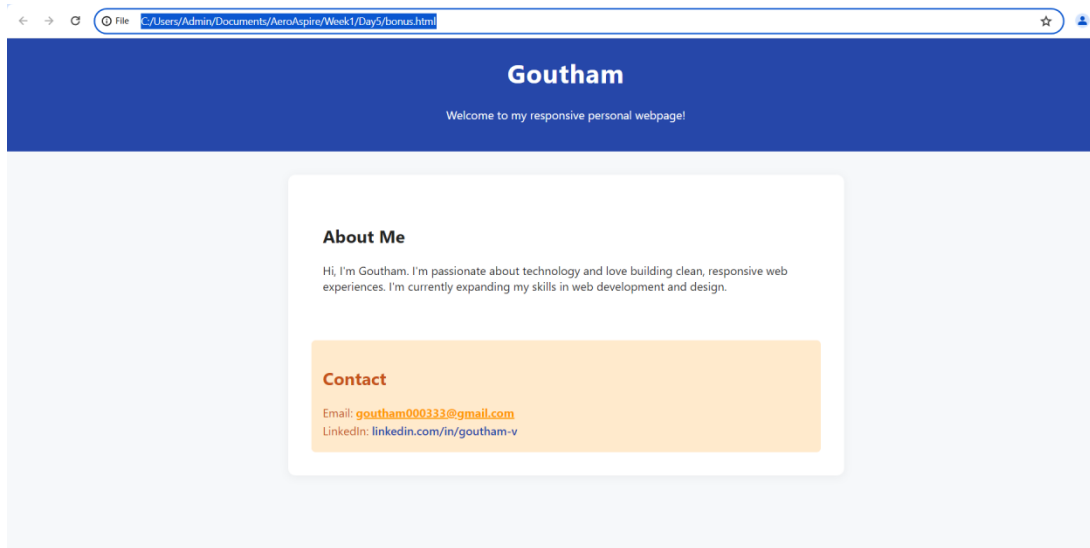 File C:/Users/Admin/Documents/AeroAspire/Week1/Day5/bonus.html
Goutham
Welcome to my responsive personal webpage!
About Me
Hi, I'm Goutham. I'm passionate about technology and love building clean, responsive web
experiences. I'm currently expanding my skills in web development and design.
Contact
Email: goutham000333@gmail.com
LinkedIn: linkedin.com/in/goutham-v